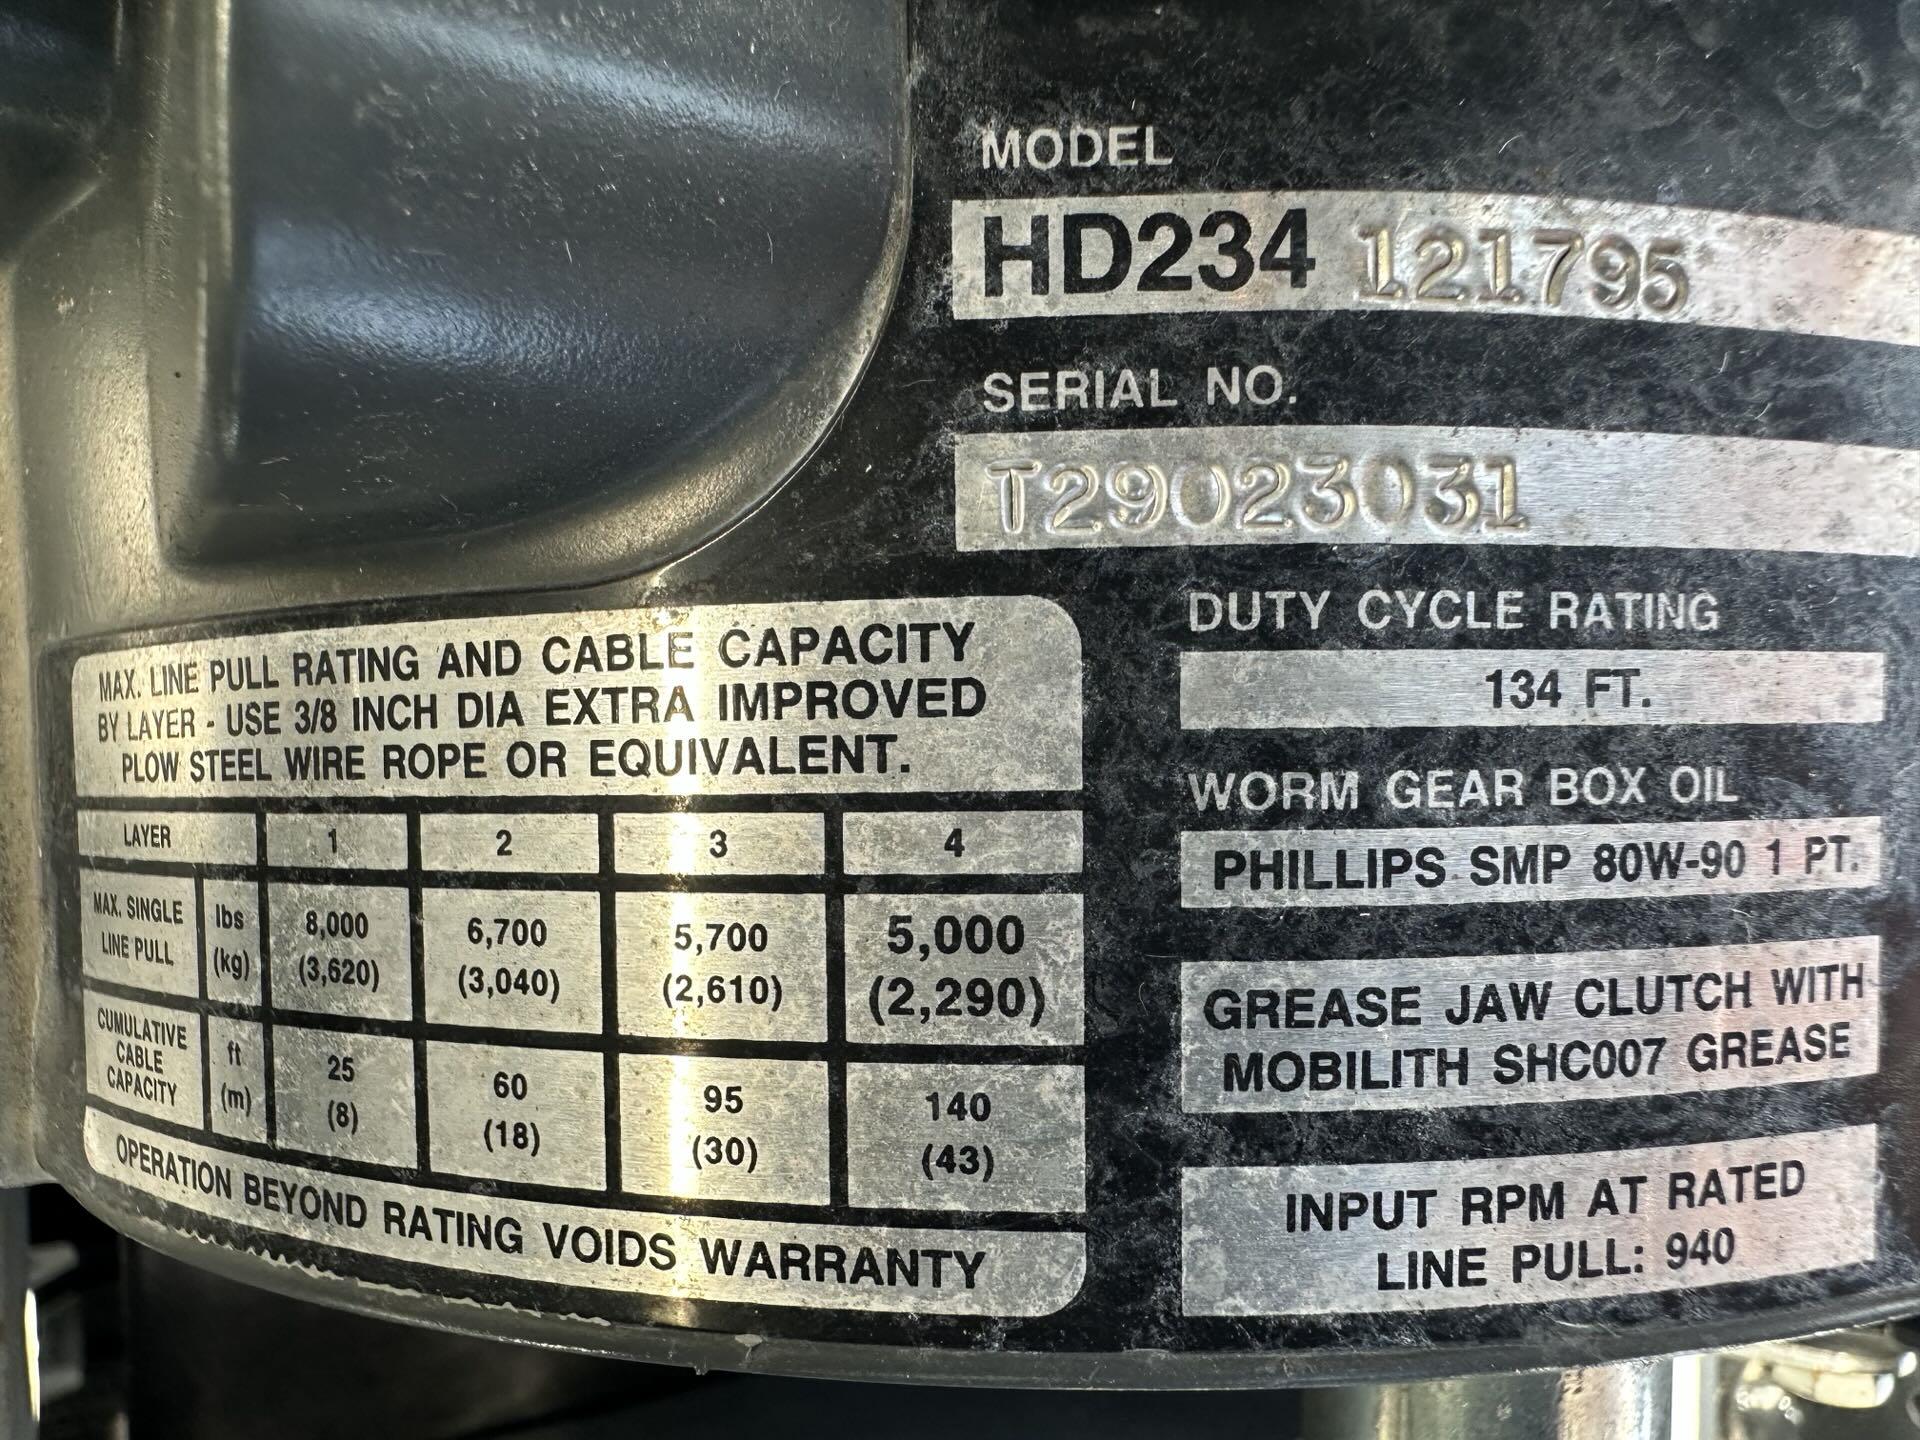 MODEL
HD234 121795
SERIAL NO.
T29023031
MAX. LINE PULL RATING AND CABLE CAPACITY
BY LAYER - USE 3/8 INCH DIA EXTRA IMPROVED
PLOW STEEL WIRE ROPE OR EQUIVALENT.
LAYER 1 2 3 4
MAX. SINGLE LINE PULL lbs (kg) 8,000 (3,620) 6,700 (3,040) 5,700 (2,610) 5,000 (2,290)
CUMULATIVE CABLE CAPACITY ft (m) 25 (8) 60 (18) 95 (30) 140 (43)
OPERATION BEYOND RATING VOIDS WARRANTY
DUTY CYCLE RATING
134 FT.
WORM GEAR BOX OIL
PHILLIPS SMP 80W-90 1 PT.
GREASE JAW CLUTCH WITH
MOBILITH SHC007 GREASE
INPUT RPM AT RATED
LINE PULL: 940